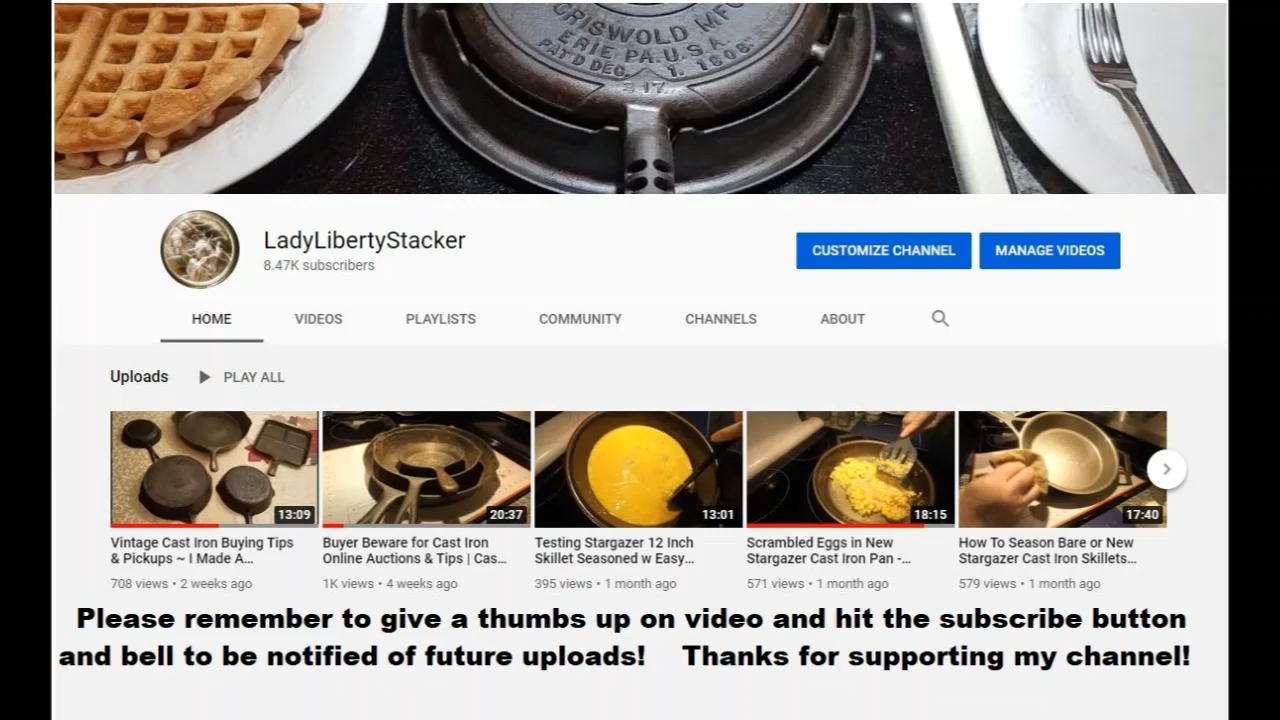 GRISWOLD MFG
ERIE PA. U.S.A.
PAT'D DEC. 1. 1908.
LadyLibertyStacker
8.47K subscribers
CUSTOMIZE CHANNEL
MANAGE VIDEOS
HOME VIDEOS PLAYLISTS COMMUNITY CHANNELS ABOUT
Uploads PLAY ALL
13:09
20:37
13:01
18:15
17:40
Vintage Cast Iron Buying Tips
& Pickups ~ I Made A...
708 views • 2 weeks ago
Buyer Beware for Cast Iron
Online Auctions & Tips | Cas...
1K views • 4 weeks ago
Testing Stargazer 12 Inch
Skillet Seasoned w Easy...
395 views • 1 month ago
Scrambled Eggs in New
Stargazer Cast Iron Pan -...
571 views • 1 month ago
How To Season Bare or New
Stargazer Cast Iron Skillets...
579 views • 1 month ago
Please remember to give a thumbs up on video and hit the subscribe button
and bell to be notified of future uploads! Thanks for supporting my channel!